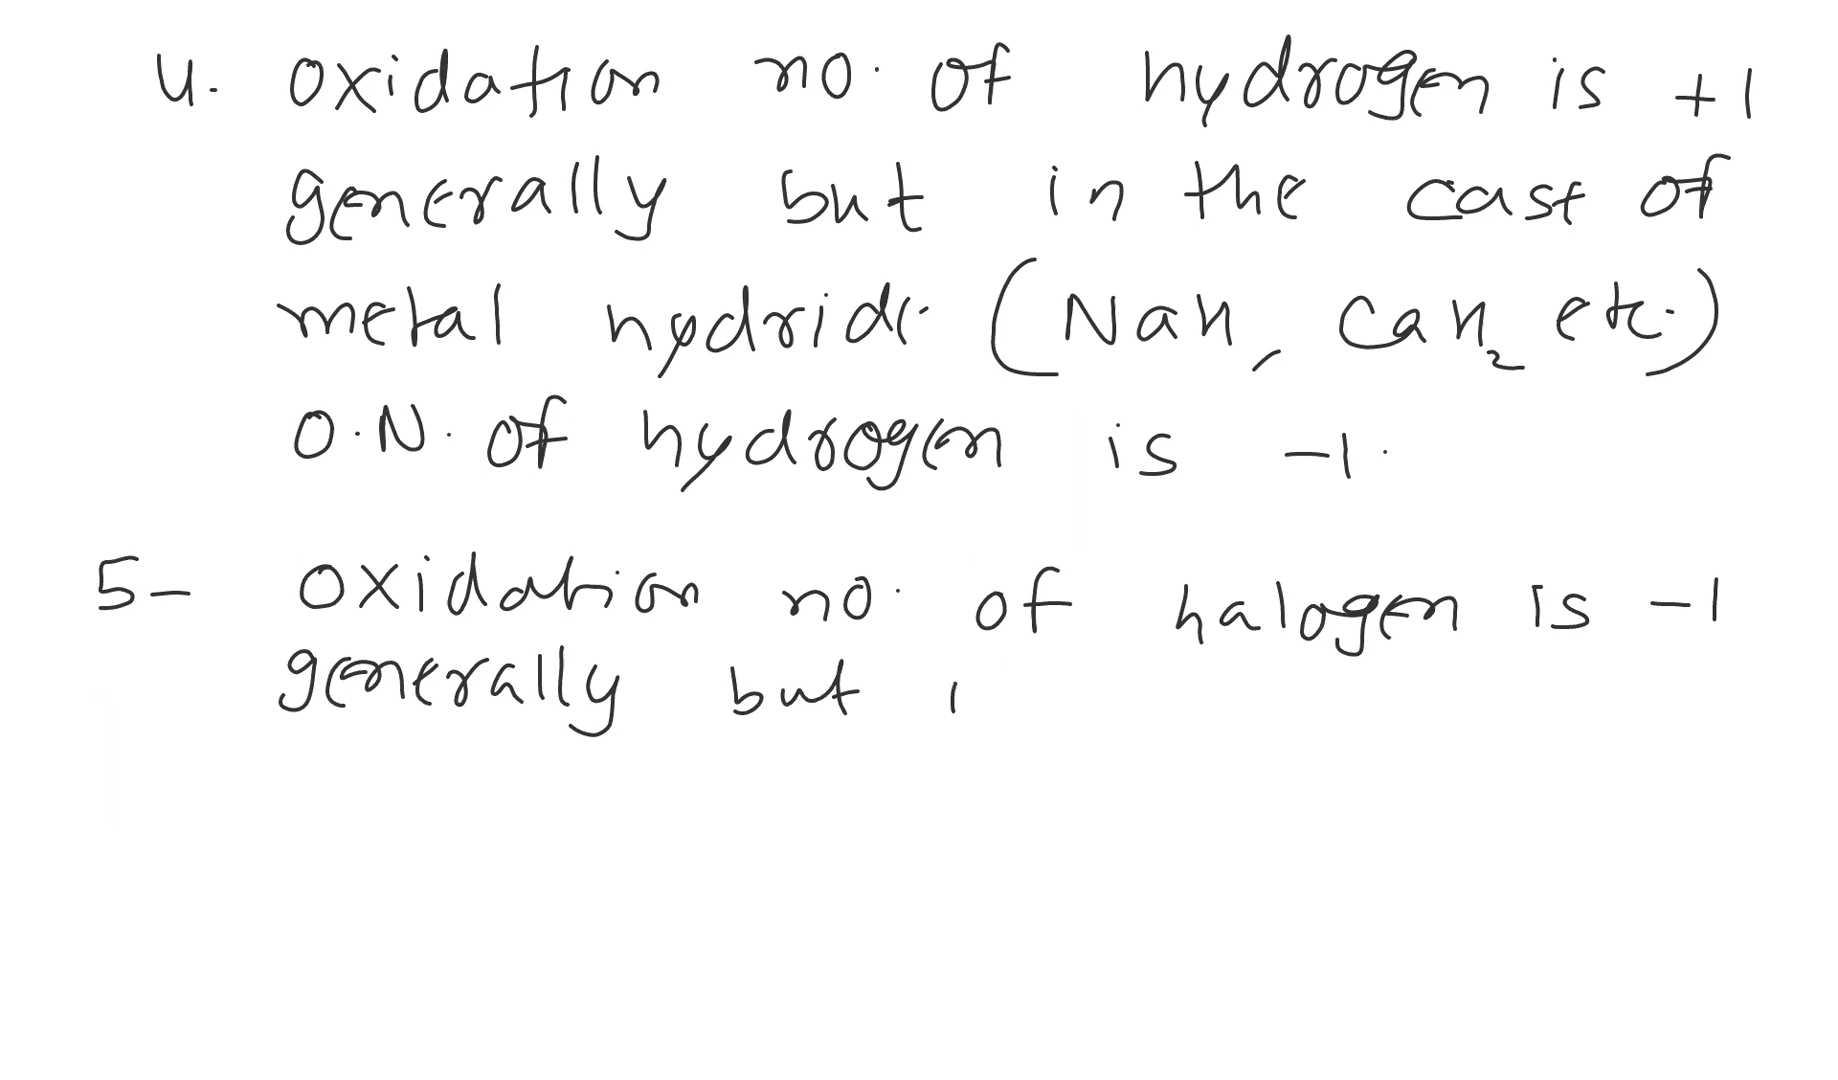 4. oxidation no. of hydrogen is +1
generally but in the case of
metal hydride (NaH, CaH₂ etc.)
O.N. of hydrogen is -1.
5- oxidation no. of halogen is -1
generally but i